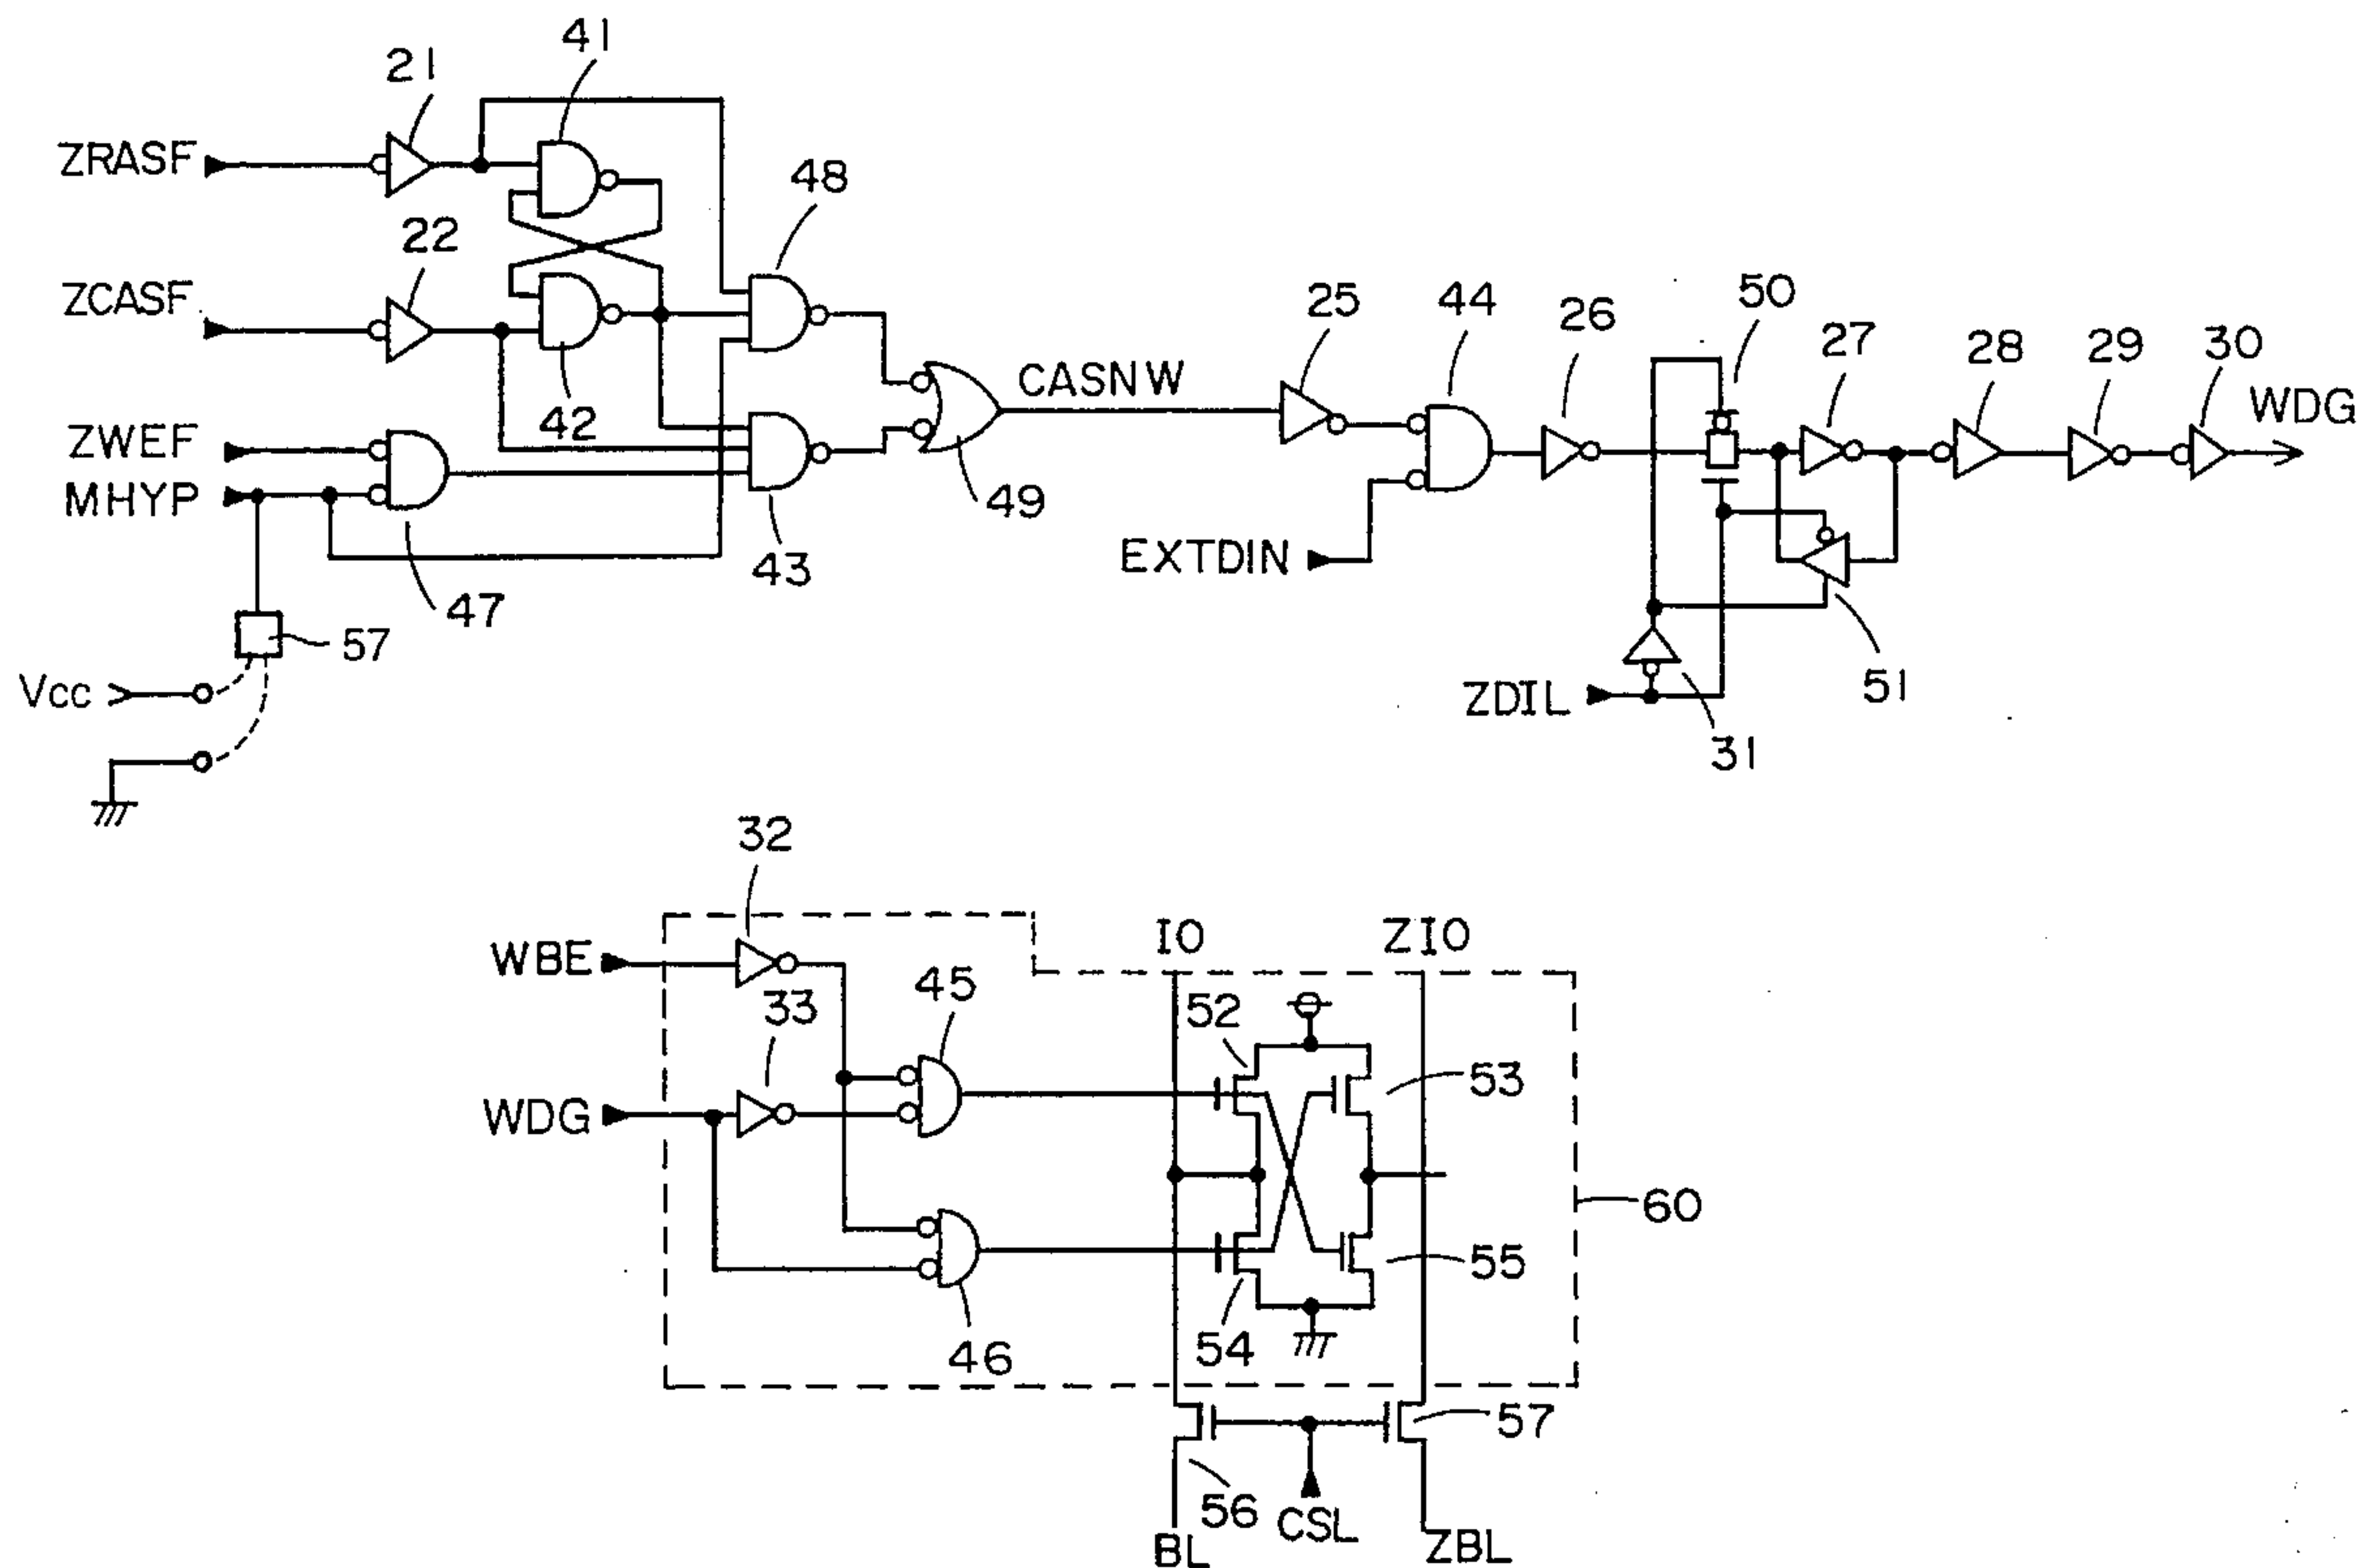 41
21
ZRASF
48
22
ZCASF
25
44
26
50
27
28
29
30
CASNW
WDG
42
ZWEF
MHYP
49
43
EXTDIN
47
57
51
Vcc
ZDIL
31
32
IO
ZIO
WBE
33
45
52
53
WDG
60
55
54
46
57
56
CSL
BL
ZBL